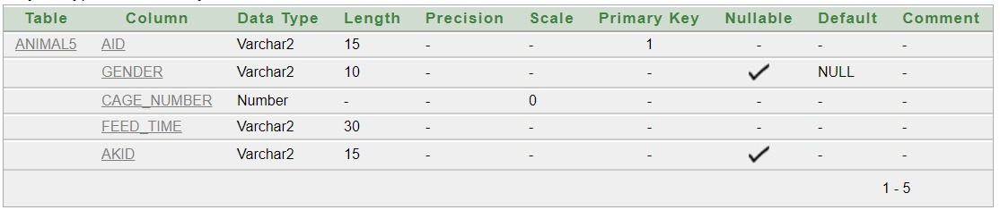 Table Column Data Type Length Precision Scale Primary Key Nullable Default Comment
ANIMAL5 AID Varchar2 15 - - 1 - - -
GENDER Varchar2 10 - - - ✓ NULL -
CAGE_NUMBER Number - - 0 - - - -
FEED_TIME Varchar2 30 - - - - - -
AKID Varchar2 15 - - - ✓ - -
1 - 5